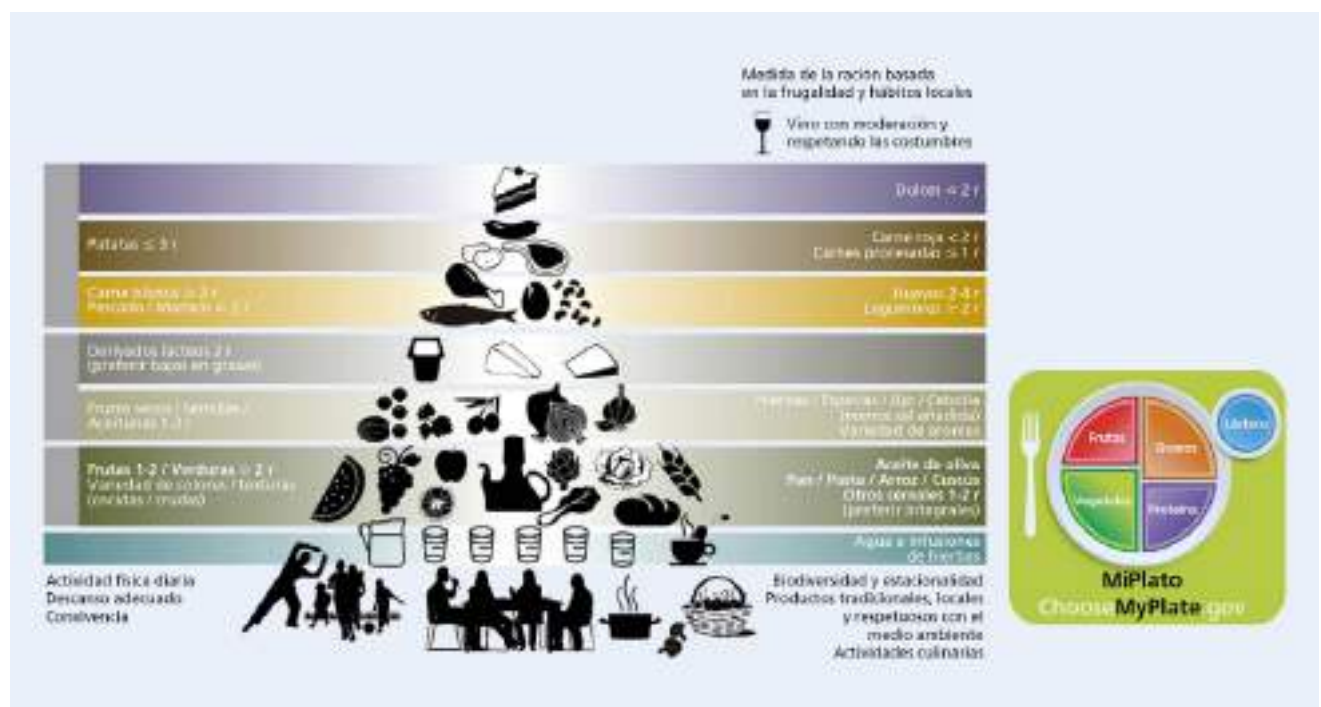 Medida de la ración basada
en la frugalidad y hábitos locales
Vino con moderación y
respetando las costumbres
Dulces ≤ 2 r
Patatas ≤ 3 r
Carne roja < 2 r
Carnes procesadas ≤ 1 r
Carne blanca 2 r
Pescado / Marisco ≥ 2 r
Huevos 2-4 r
Legumbres ≥ 2 r
Derivados lácteos 2 r
(preferir bajos en grasa)
Frutos secos / Semillas /
Aceitunas 1-2 r
Hierbas / Especias / Ajo / Cebolla
(menos sal añadida)
Variedad de aromas
Frutas 1-2 / Verduras ≥ 2 r
Variedad de colores / texturas
(cocidas / crudas)
Aceite de oliva
Pan / Pasta / Arroz / Cuscús
Otros cereales 1-2 r
(preferir integrales)
Agua e infusiones
de hierbas
Actividad física diaria
Descanso adecuado
Convivencia
Biodiversidad y estacionalidad
Productos tradicionales, locales
y respetuosos con el
medio ambiente
Actividades culinarias
Frutas
Granos
Lácteos
Vegetales
Proteína
MiPlato
ChooseMyPlate.gov